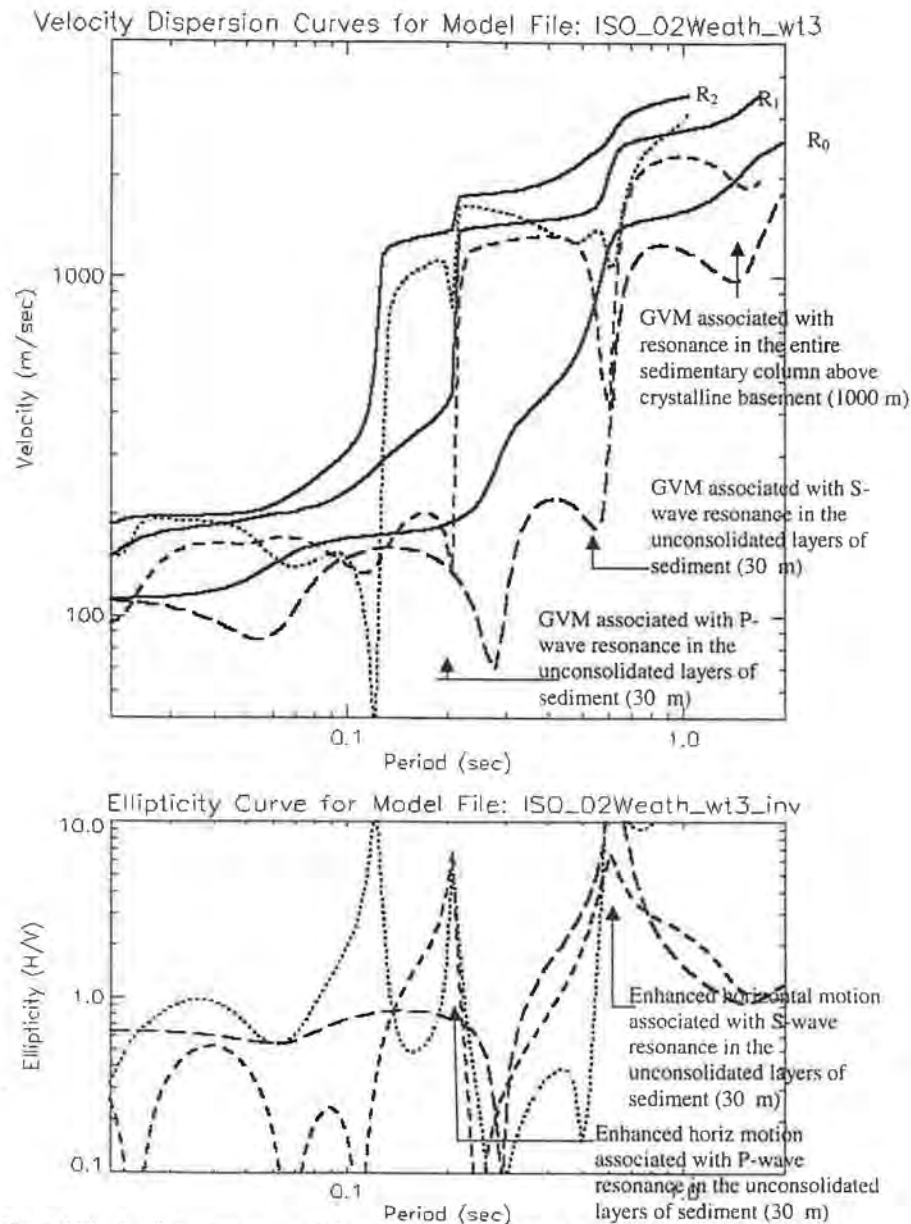 Velocity Dispersion Curves for Model File: ISO_02Weath_wt3
R₂
R₁
R₀
1000
Velocity (m/sec)
GVM associated with
resonance in the entire
sedimentary column above
crystalline basement (1000 m)
GVM associated with S-
wave resonance in the
unconsolidated layers of
sediment (30 m)
100
GVM associated with P-
wave resonance in the
unconsolidated layers of
sediment (30 m)
0.1
1.0
Period (sec)
Ellipticity Curve for Model File: ISO_02Weath_wt3_inv
10.0
Ellipticity (H/V)
1.0
Enhanced horizontal motion
associated with S-wave
resonance in the
unconsolidated layers of
sediment (30 m)
0.1
Enhanced horiz motion
associated with P-wave
resonance in the unconsolidated
layers of sediment (30 m)
0.1
1.0
Period (sec)